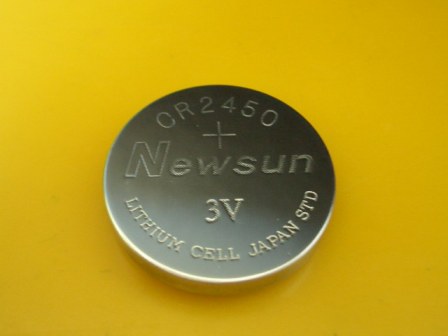 CR2450
+
Newsun
3V
LITHIUM CELL JAPAN STD